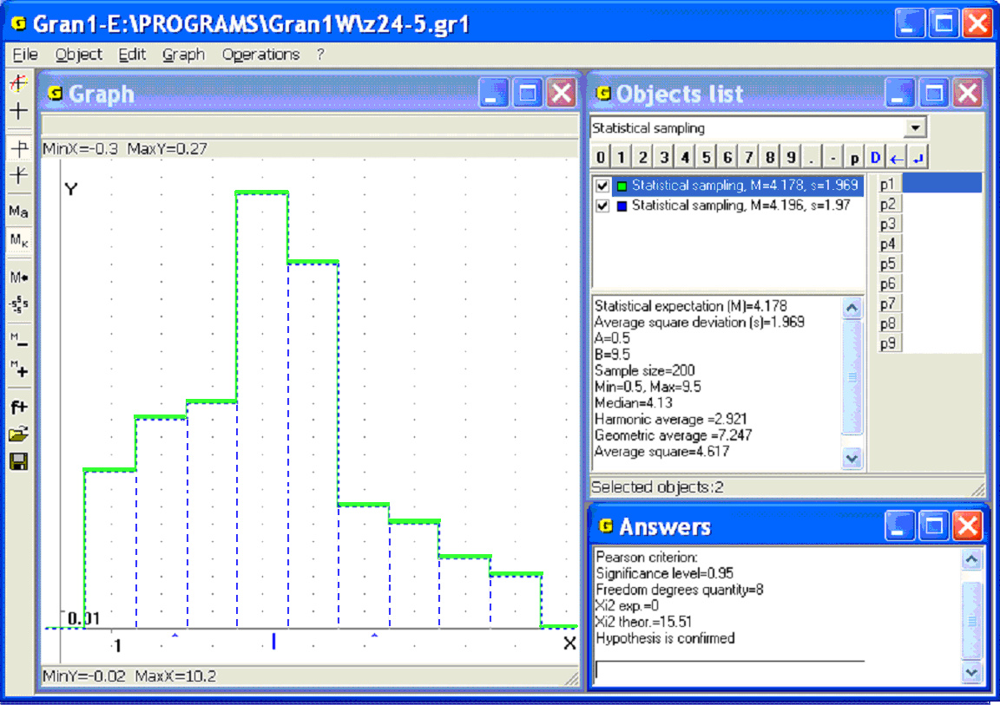 Gran1-E:\PROGRAMS\Gran1W\z24-5.gr1
File Object Edit Graph Operations ?
Graph
MinX=-0.3 MaxY=0.27
Y
0.01
1
X
MinY=-0.02 MaxX=10.2
Ma
Mк
M
-5 5 5 5
M
M
f+
Objects list
Statistical sampling
0 1 2 3 4 5 6 7 8 9 . - p D
Statistical sampling, M=4.178, s=1.969
Statistical sampling, M=4.196, s=1.97
p1
p2
p3
p4
p5
p6
p7
p8
p9
Statistical expectation (M)=4.178
Average square deviation (s)=1.969
A=0.5
B=9.5
Sample size=200
Min=0.5, Max=9.5
Median=4.13
Harmonic average =2.921
Geometric average =7.247
Average square=4.617
Selected objects:2
Answers
Pearson criterion:
Significance level=0.95
Freedom degrees quantity=8
Xi2 exp.=0
Xi2 theor.=15.51
Hypothesis is confirmed